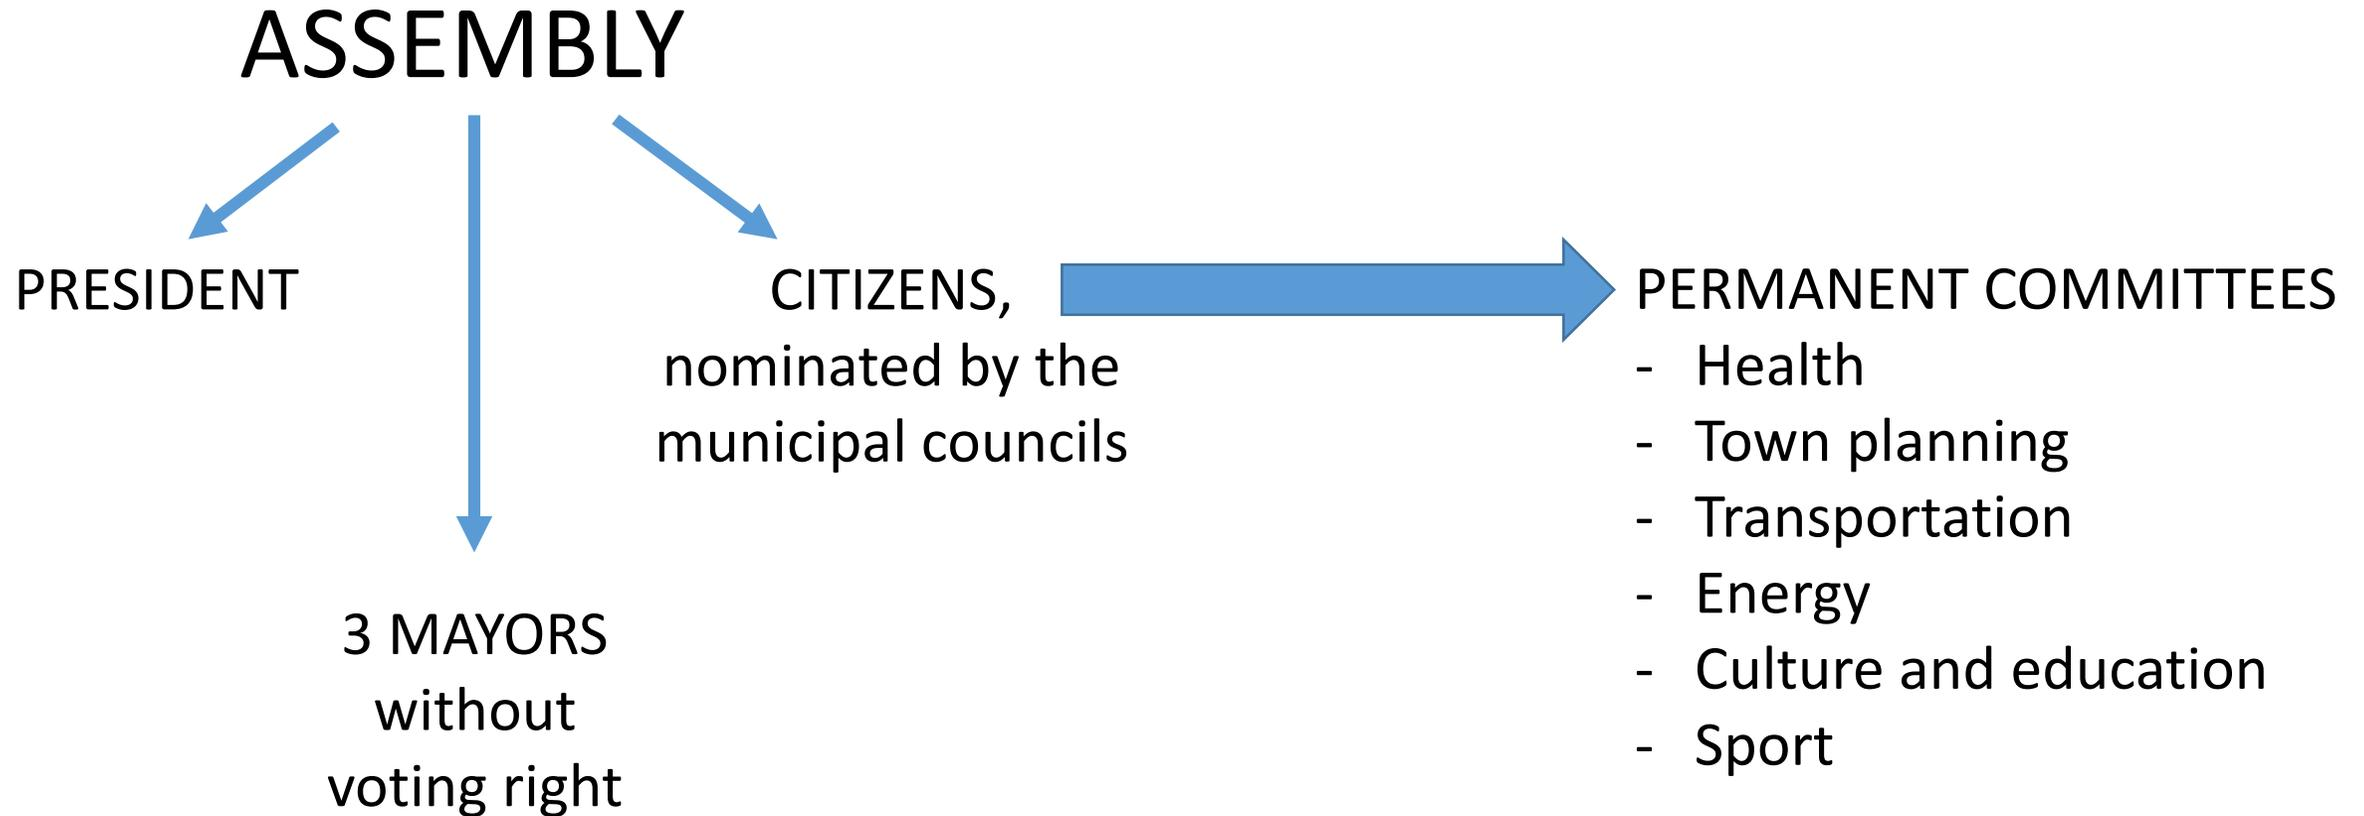 ASSEMBLY
PRESIDENT
CITIZENS,
nominated by the
municipal councils
3 MAYORS
without
voting right
PERMANENT COMMITTEES
- Health
- Town planning
- Transportation
- Energy
- Culture and education
- Sport